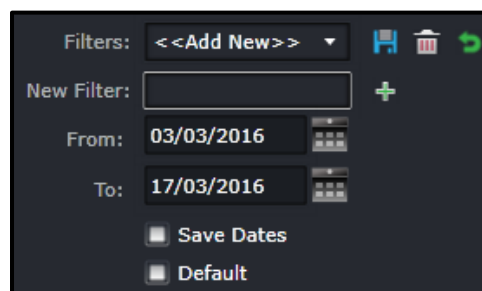 Filters: <<Add New>>
New Filter:
From: 03/03/2016
To: 17/03/2016
Save Dates
Default